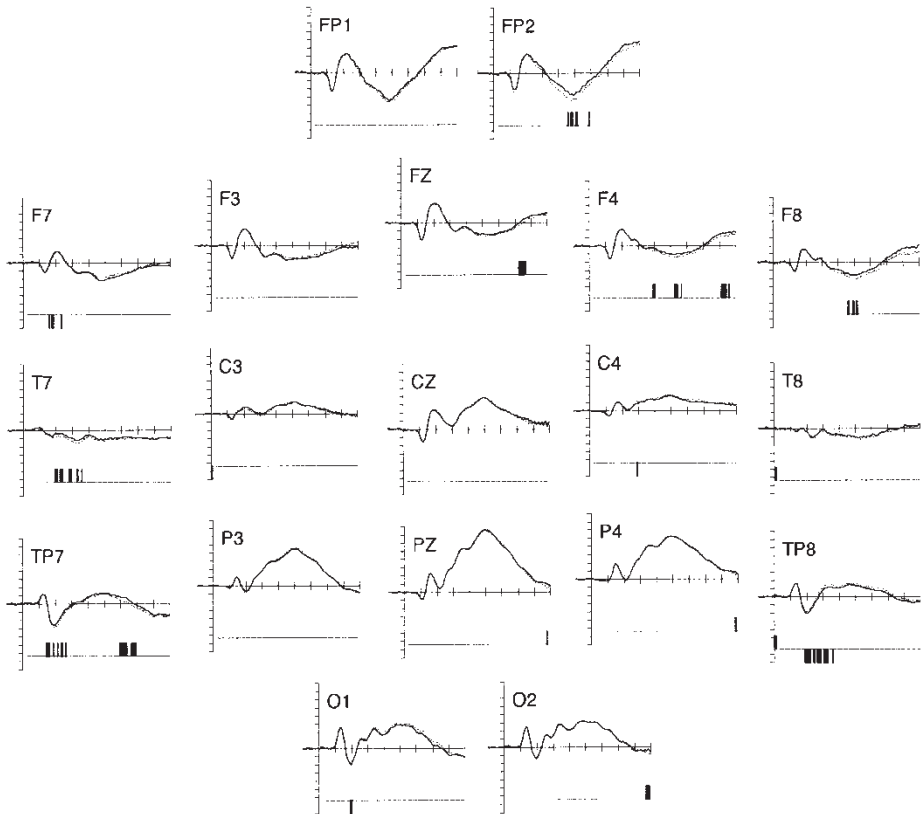 FP1 FP2
F7 F3 FZ F4 F8
T7 C3 CZ C4 T8
TP7 P3 PZ P4 TP8
O1 O2